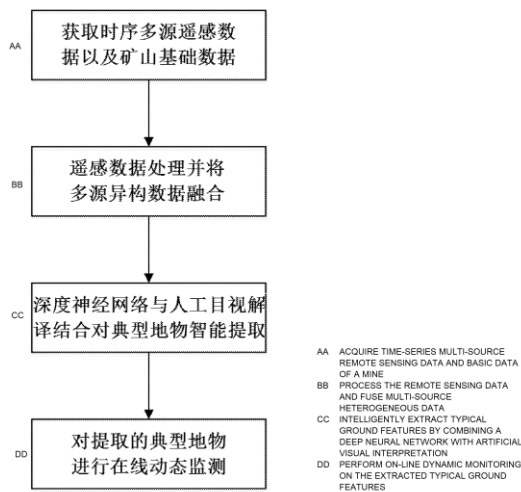 AA
获取时序多源遥感数
据以及矿山基础数据
BB
遥感数据处理并将
多源异构数据融合
CC
深度神经网络与人工目视解
译结合对典型地物智能提取
DD
对提取的典型地物
进行在线动态监测
AA ACQUIRE TIME-SERIES MULTI-SOURCE
REMOTE SENSING DATA AND BASIC DATA
OF A MINE
BB PROCESS THE REMOTE SENSING DATA
AND FUSE MULTI-SOURCE
HETEROGENEOUS DATA
CC INTELLIGENTLY EXTRACT TYPICAL
GROUND FEATURES BY COMBINING A
DEEP NEURAL NETWORK WITH ARTIFICIAL
VISUAL INTERPRETATION
DD PERFORM ON-LINE DYNAMIC MONITORING
ON THE EXTRACTED TYPICAL GROUND
FEATURES